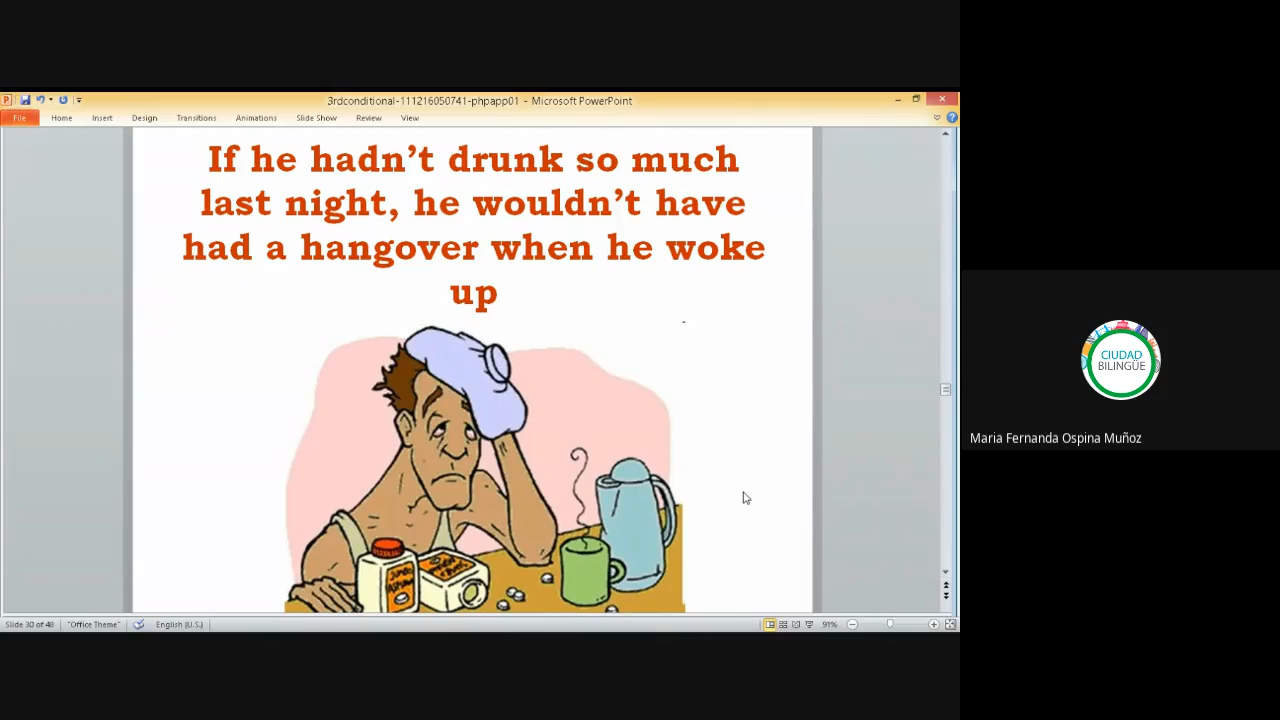 3rdconditional-111216050741-phpapp01 - Microsoft PowerPoint
File Home Insert Design Transitions Animations Slide Show Review View
If he hadn't drunk so much
last night, he wouldn't have
had a hangover when he woke
up
CIUDAD
BILINGÜE
Maria Fernanda Ospina Muñoz
Slide 30 of 48 "Office Theme" English (U.S.) 91%